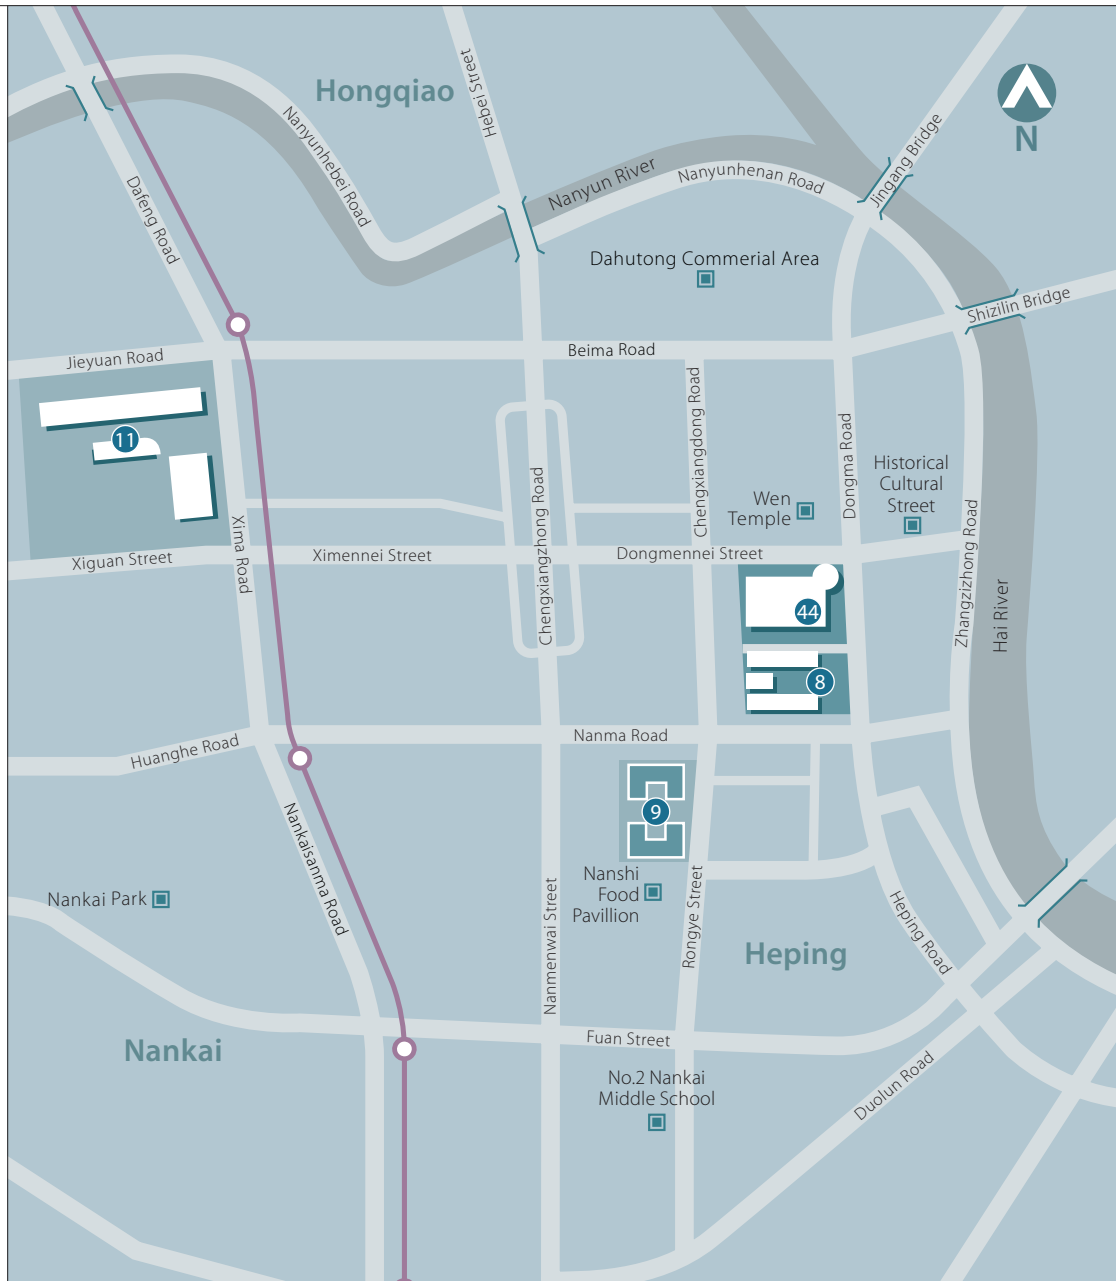 Hongqiao
Hebei Street
N
Nanyunhebei Road
Jingang Bridge
Nanyun River
Nanyunhenan Road
Dafeng Road
Dahutong Commerial Area
Shizilin Bridge
Jieyuan Road
Beima Road
Chengxiangdong Road
Dongma Road
11
Historical
Cultural
Street
Wen
Temple
Chengxiangzhong Road
Zhangzizhong Road
Xima Road
Xiguan Street
Ximennei Street
Dongmennei Street
Hai River
44
8
Huanghe Road
Nanma Road
9
Nankaisanma Road
Nanshi
Food
Pavillion
Nankai Park
Nanmenwai Street
Rongye Street
Heping Road
Heping
Nankai
Fuan Street
No.2 Nankai
Middle School
Duolun Road